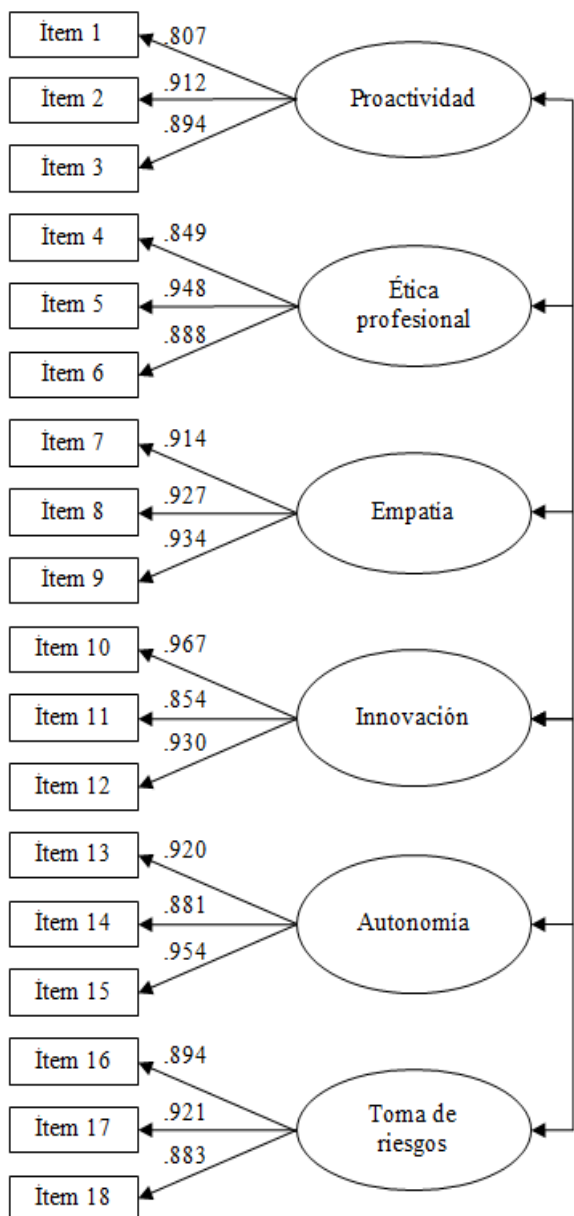 Ítem 1
.807
Ítem 2
.912
Proactividad
.894
Ítem 3
Ítem 4
.849
Ítem 5
.948
Ética
profesional
.888
Ítem 6
Ítem 7
.914
Ítem 8
.927
Empatía
.934
Ítem 9
Ítem 10
.967
Ítem 11
.854
Innovación
.930
Ítem 12
Ítem 13
.920
Ítem 14
.881
Autonomía
.954
Ítem 15
Ítem 16
.894
Ítem 17
.921
Toma de
riesgos
.883
Ítem 18